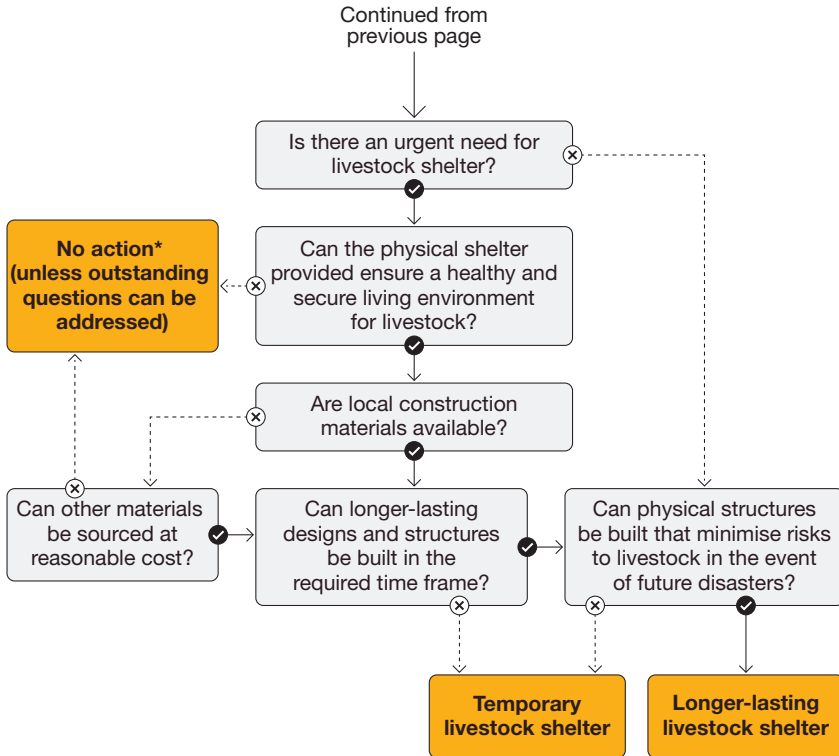 Continued from
previous page
Is there an urgent need for
livestock shelter?
No action*
(unless outstanding
questions can be
addressed)
Can the physical shelter
provided ensure a healthy and
secure living environment
for livestock?
Are local construction
materials available?
Can other materials
be sourced at
reasonable cost?
Can longer-lasting
designs and structures
be built in the
required time frame?
Can physical structures
be built that minimise risks
to livestock in the event
of future disasters?
Temporary
livestock shelter
Longer-lasting
livestock shelter